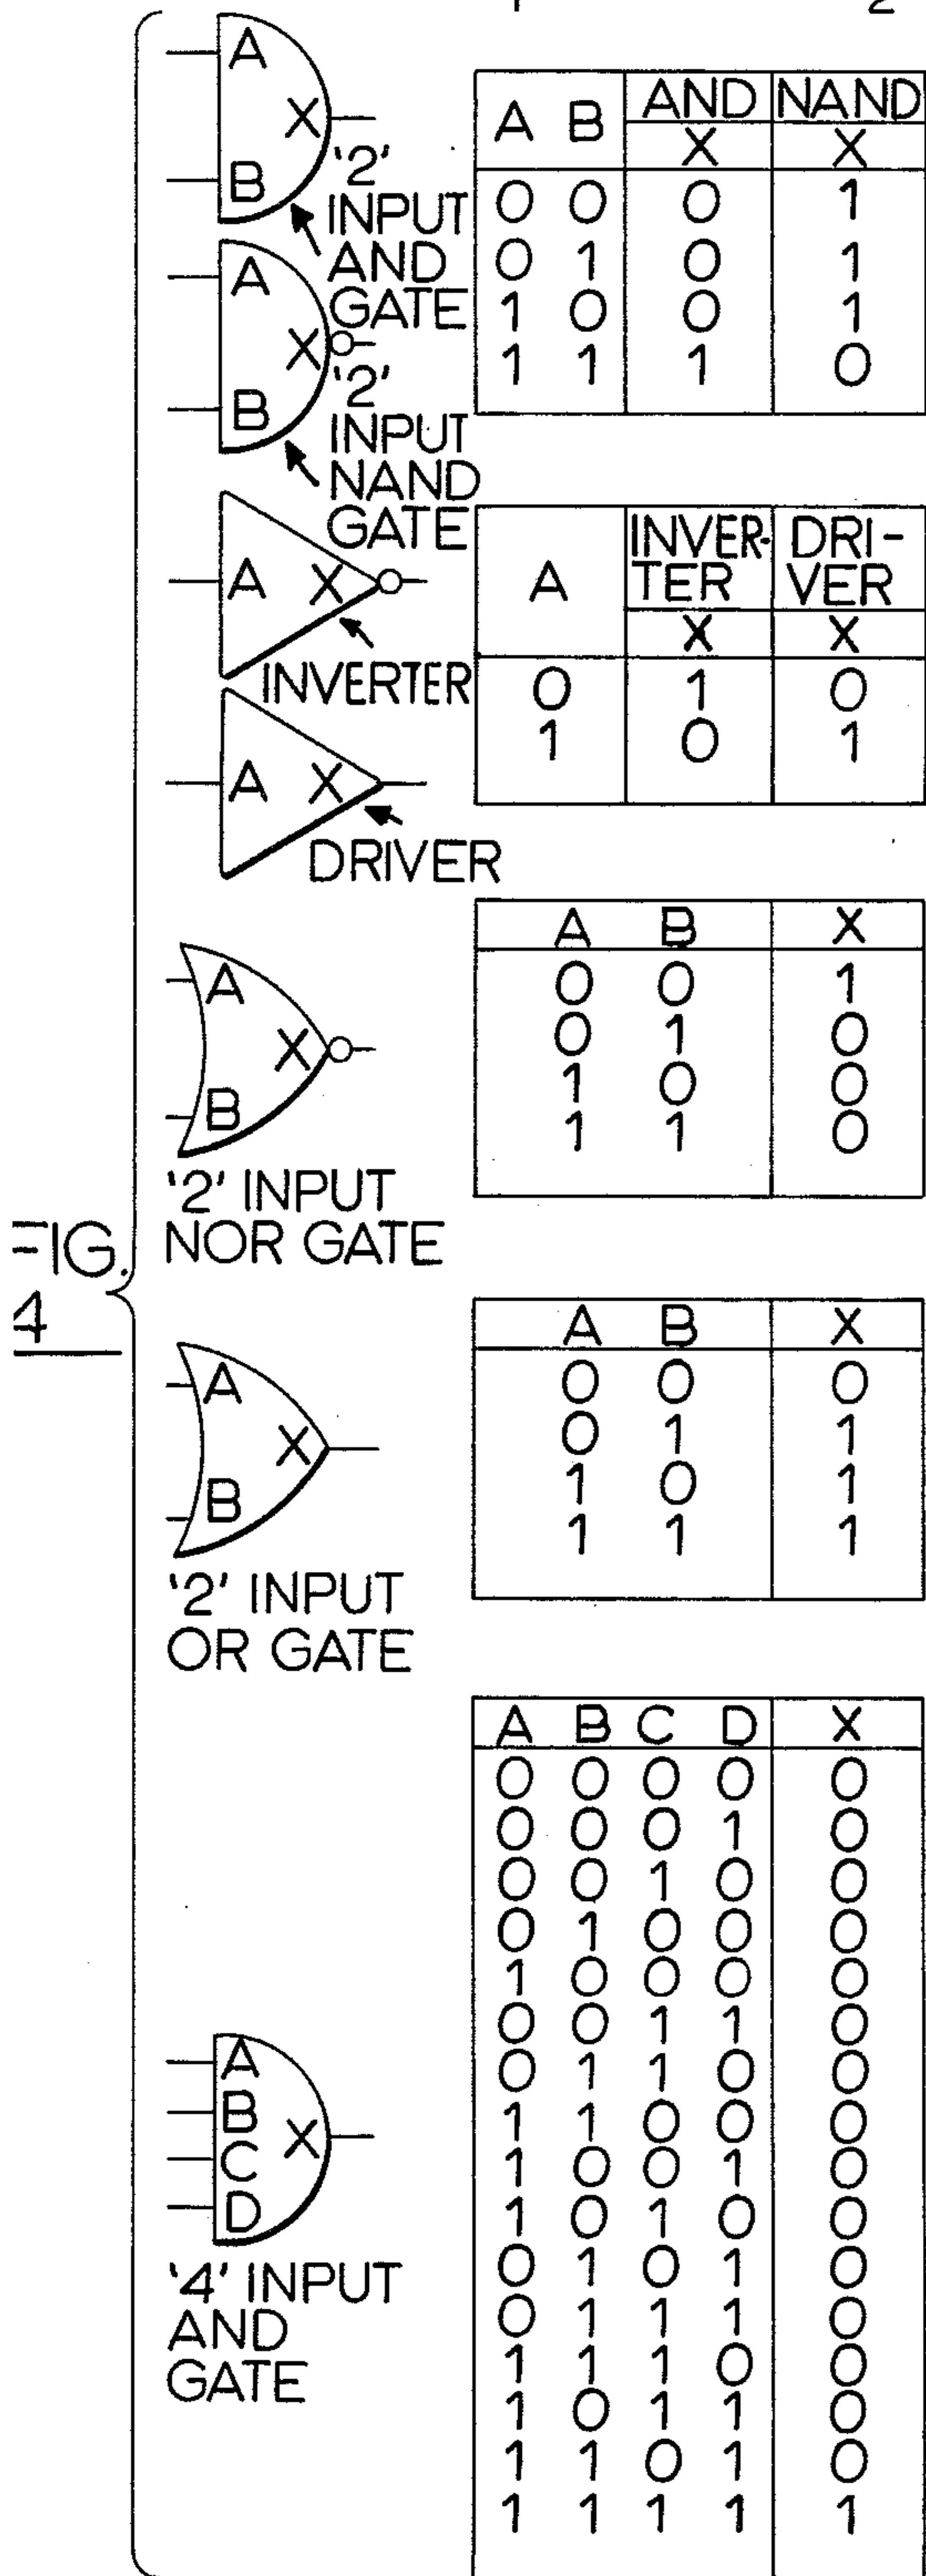 A
X
B
'2'
INPUT
AND
GATE
A B AND NAND
X X
0 0 0 1
0 1 0 1
1 0 0 1
1 1 1 0
A
X
B
'2'
INPUT
NAND
GATE
A X
INVERTER
A INVER- DRI-
TER VER
X X
0 1 0
1 0 1
A X
DRIVER
A
X
B
'2' INPUT
NOR GATE
A B X
0 0 1
0 1 0
1 0 0
1 1 0
FIG.
4
A
X
B
'2' INPUT
OR GATE
A B X
0 0 0
0 1 1
1 0 1
1 1 1
A
B
C
D
X
'4' INPUT
AND
GATE
A B C D X
0 0 0 0 0
0 0 0 1 0
0 0 1 0 0
0 1 0 0 0
1 0 0 0 0
0 0 1 1 0
0 1 1 0 0
1 1 0 0 0
1 0 0 1 0
1 0 1 0 0
0 1 0 1 0
0 1 1 1 0
1 1 1 0 0
1 0 1 1 0
1 1 0 1 0
1 1 1 1 1